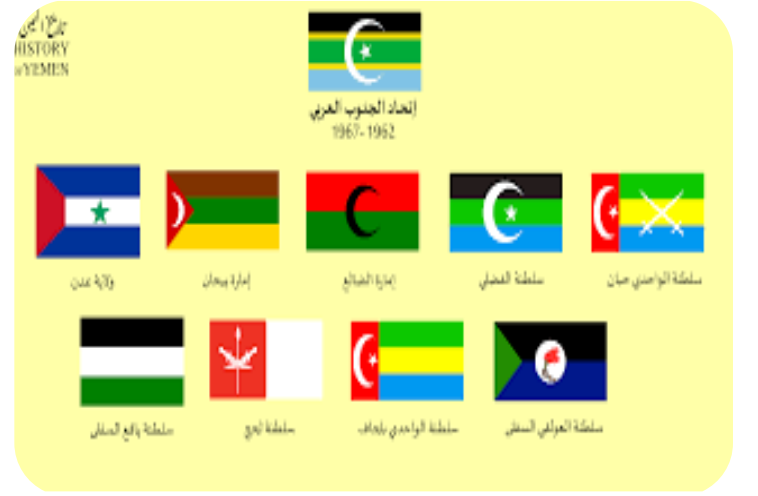 تاريخ اليمن
HISTORY
of YEMEN
إتحاد الجنوب العربي
1967- 1962
سلطنة الواحدي حبان
سلطنة الفضلي
إمارة الضالع
إمارة بيحان
ولاية عدن
سلطنة العولقي السفلى
سلطنة الواحدي بلحاف
سلطنة لحج
سلطنة يافع السفلى